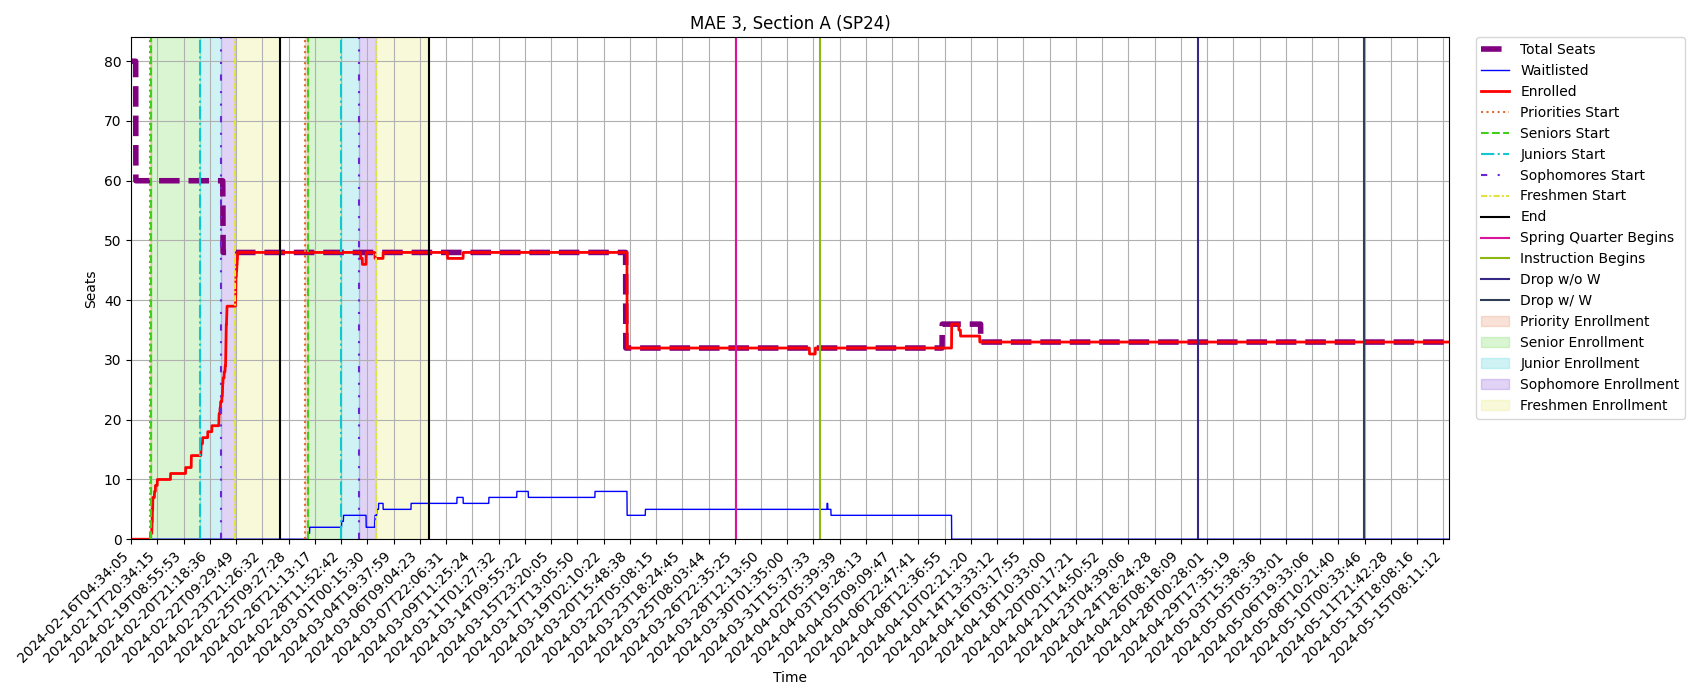 MAE 3, Section A (SP24)
Seats
80
70
60
50
40
30
20
10
0
2024-02-16T04:34:05
2024-02-17T20:34:15
2024-02-19T08:55:53
2024-02-20T21:18:36
2024-02-22T09:29:49
2024-02-23T21:26:32
2024-02-25T09:27:28
2024-02-26T21:13:17
2024-02-28T11:52:42
2024-03-01T00:15:30
2024-03-04T19:37:59
2024-03-06T09:04:23
2024-03-07T22:06:31
2024-03-11T01:25:24
2024-03-11T01:27:32
2024-03-14T09:55:22
2024-03-15T23:20:05
2024-03-17T13:05:50
2024-03-19T02:10:22
2024-03-20T15:48:38
2024-03-22T05:08:15
2024-03-23T18:24:45
2024-03-25T08:03:44
2024-03-26T22:35:25
2024-03-28T12:13:50
2024-03-30T01:35:00
2024-03-31T15:37:33
2024-04-02T05:39:39
2024-04-03T19:28:13
2024-04-05T09:09:47
2024-04-06T22:47:41
2024-04-08T12:36:55
2024-04-10T02:21:20
2024-04-14T13:33:12
2024-04-16T03:17:55
2024-04-18T10:33:00
2024-04-20T00:17:21
2024-04-21T14:50:52
2024-04-23T04:39:06
2024-04-24T18:24:28
2024-04-26T08:18:09
2024-04-28T00:28:01
2024-04-29T17:35:19
2024-05-03T15:38:36
2024-05-05T05:33:01
2024-05-06T19:33:06
2024-05-08T10:21:40
2024-05-10T00:33:46
2024-05-11T21:42:28
2024-05-13T18:08:16
2024-05-15T08:11:12
Time
Total Seats
Waitlisted
Enrolled
Priorities Start
Seniors Start
Juniors Start
Sophomores Start
Freshmen Start
End
Spring Quarter Begins
Instruction Begins
Drop w/o W
Drop w/ W
Priority Enrollment
Senior Enrollment
Junior Enrollment
Sophomore Enrollment
Freshmen Enrollment